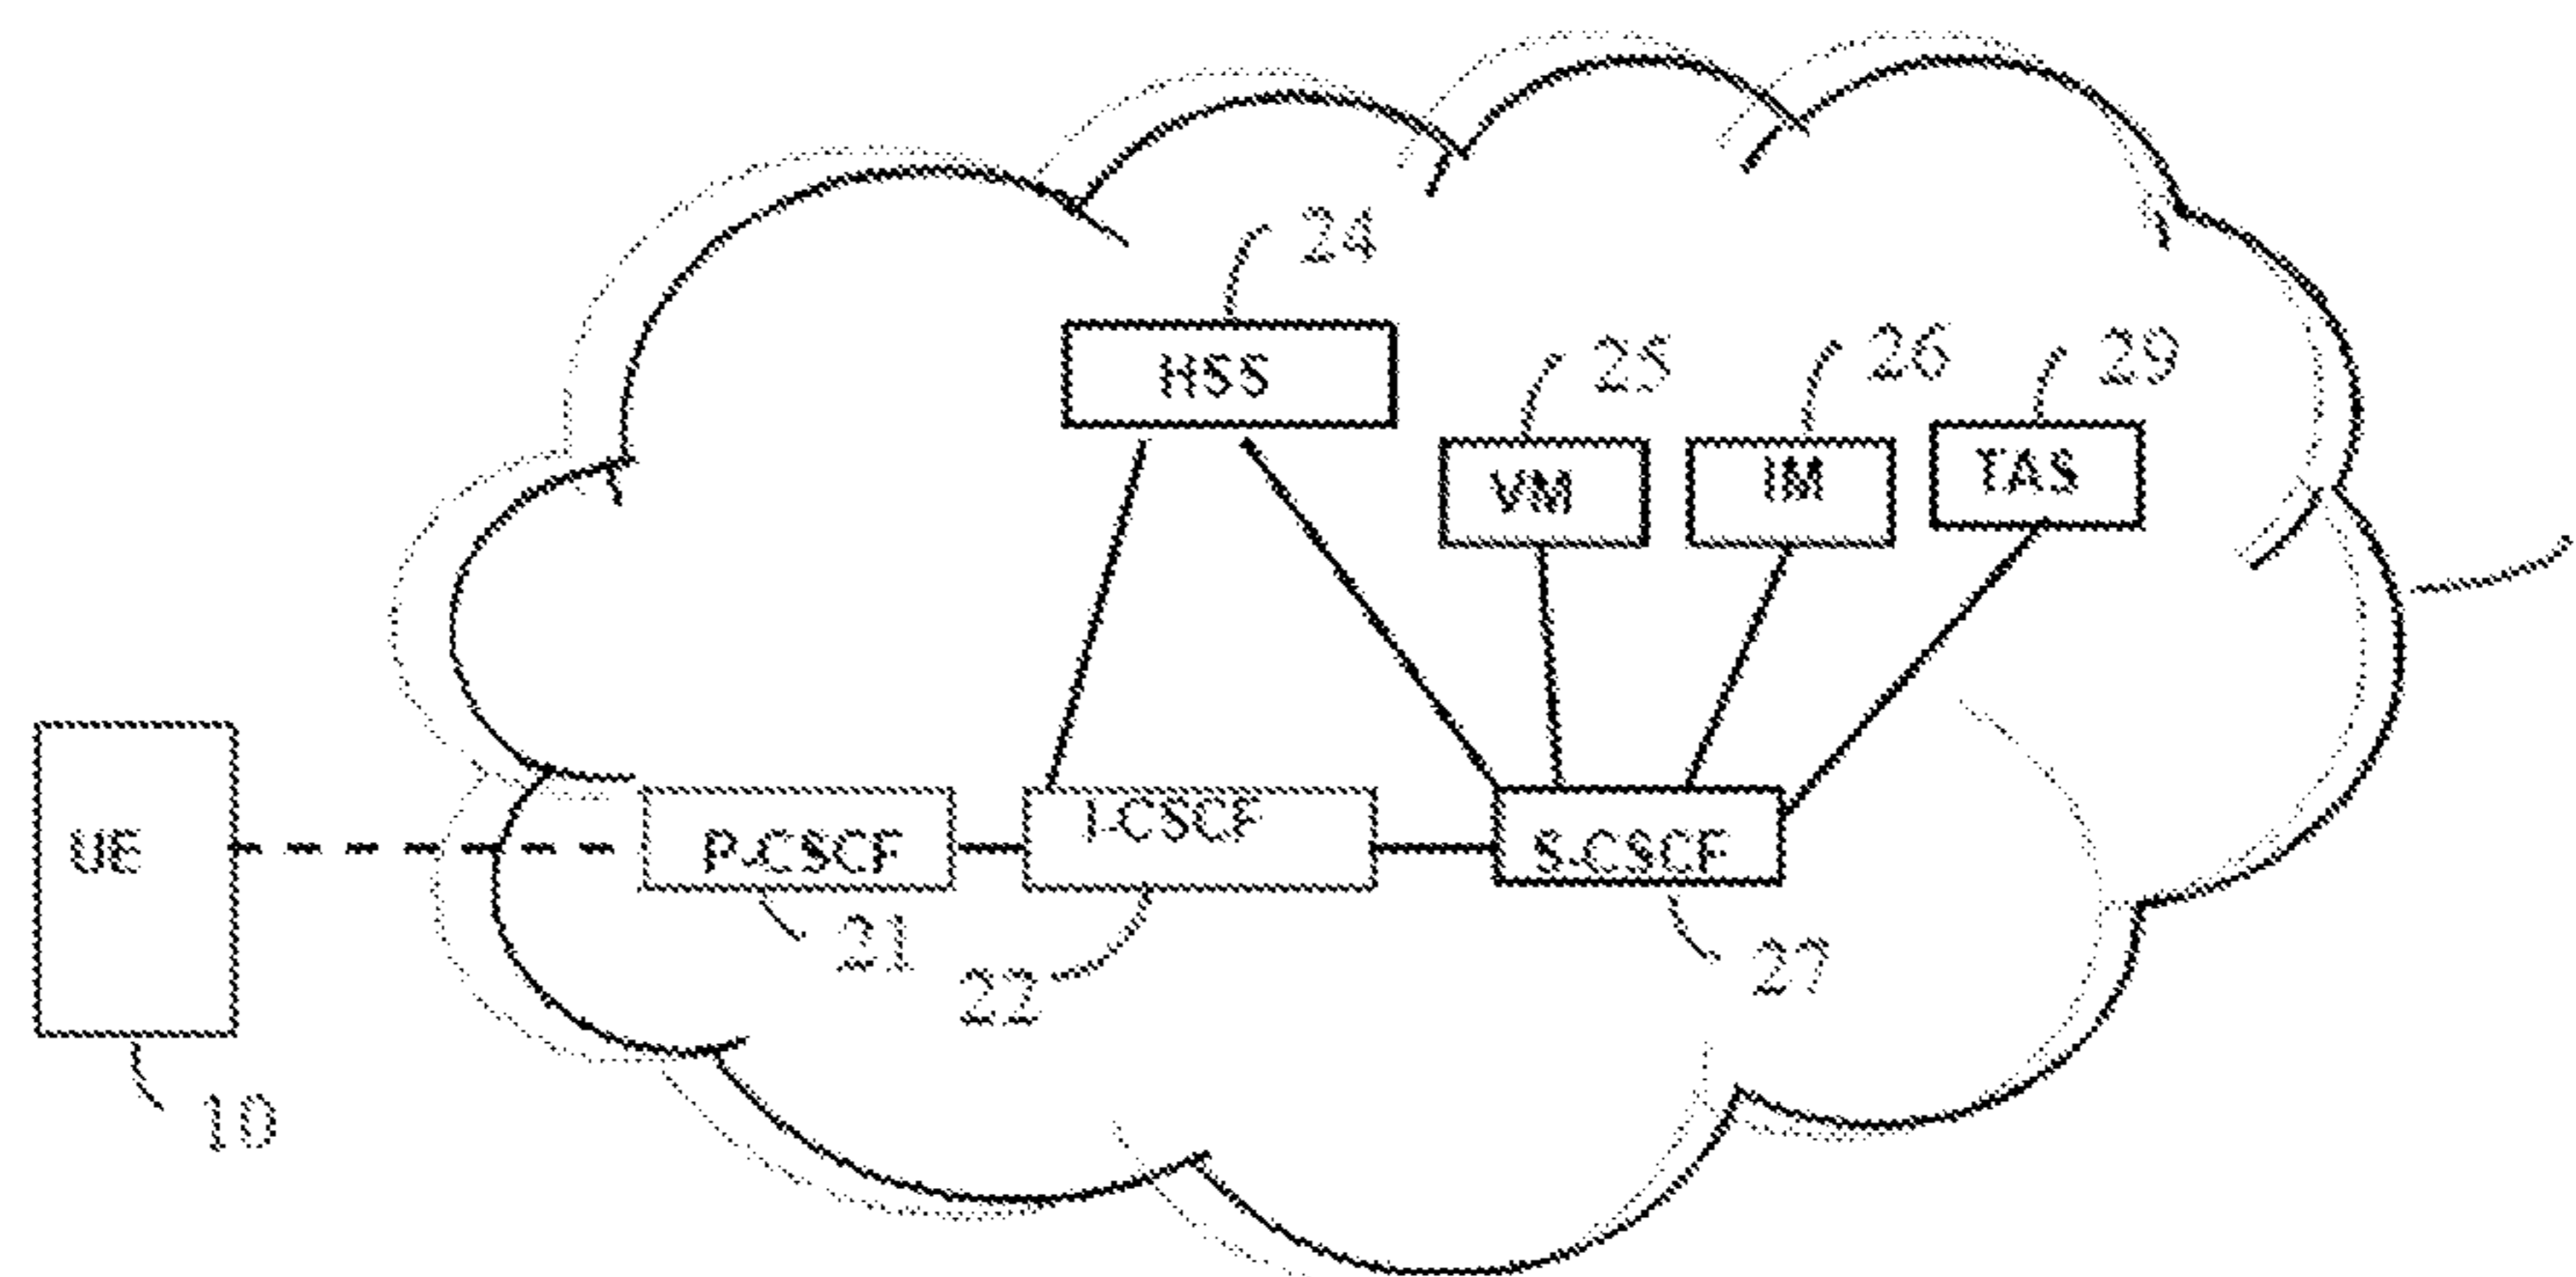 24
HSS
25
26
29
VM
IM
TAS
UE
P-CSCF
I-CSCF
S-CSCF
21
22
27
10